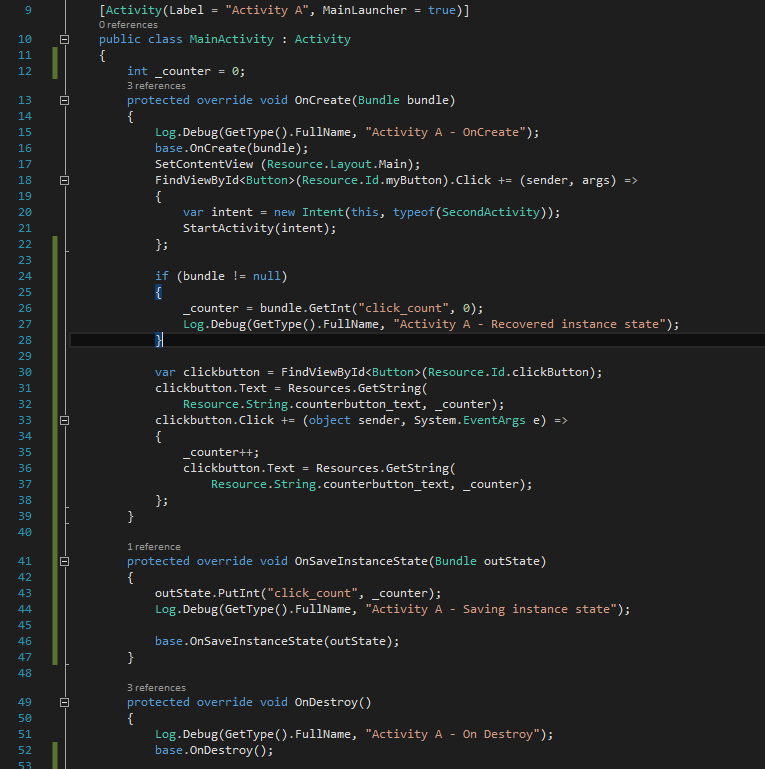 9 [Activity(Label = "Activity A", MainLauncher = true)]
0 references
10 public class MainActivity : Activity
11 {
12 int _counter = 0;
3 references
13 protected override void OnCreate(Bundle bundle)
14 {
15 Log.Debug(GetType().FullName, "Activity A - OnCreate");
16 base.OnCreate(bundle);
17 SetContentView (Resource.Layout.Main);
18 FindViewById<Button>(Resource.Id.myButton).Click += (sender, args) =>
19 {
20 var intent = new Intent(this, typeof(SecondActivity));
21 StartActivity(intent);
22 };
23
24 if (bundle != null)
25 {
26 _counter = bundle.GetInt("click_count", 0);
27 Log.Debug(GetType().FullName, "Activity A - Recovered instance state");
28 }
29
30 var clickbutton = FindViewById<Button>(Resource.Id.clickButton);
31 clickbutton.Text = Resources.GetString(
32 Resource.String.counterbutton_text, _counter);
33 clickbutton.Click += (object sender, System.EventArgs e) =>
34 {
35 _counter++;
36 clickbutton.Text = Resources.GetString(
37 Resource.String.counterbutton_text, _counter);
38 };
39 }
40
1 reference
41 protected override void OnSaveInstanceState(Bundle outState)
42 {
43 outState.PutInt("click_count", _counter);
44 Log.Debug(GetType().FullName, "Activity A - Saving instance state");
45
46 base.OnSaveInstanceState(outState);
47 }
48
3 references
49 protected override void OnDestroy()
50 {
51 Log.Debug(GetType().FullName, "Activity A - On Destroy");
52 base.OnDestroy();
53